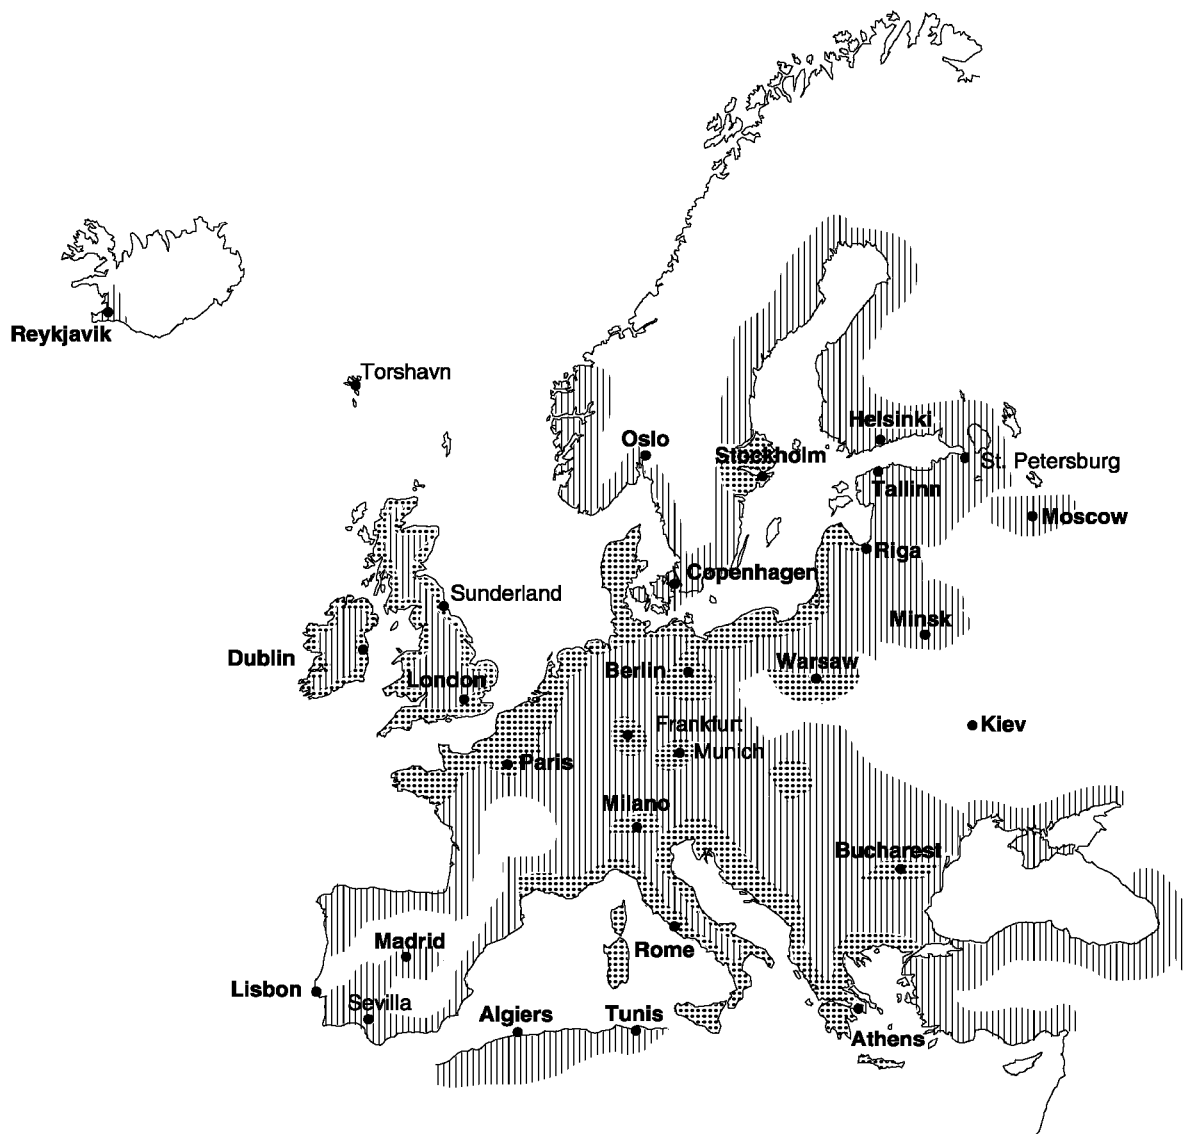 Reykjavik
Torshavn
Helsinki
Oslo
Stockholm
St. Petersburg
Tallinn
Moscow
Riga
Copenhagen
Sunderland
Minsk
Dublin
Berlin
Warsaw
London
Frankfurt
Kiev
Munich
Paris
Milano
Bucharest
Madrid
Rome
Lisbon
Sevilla
Algiers
Tunis
Athens